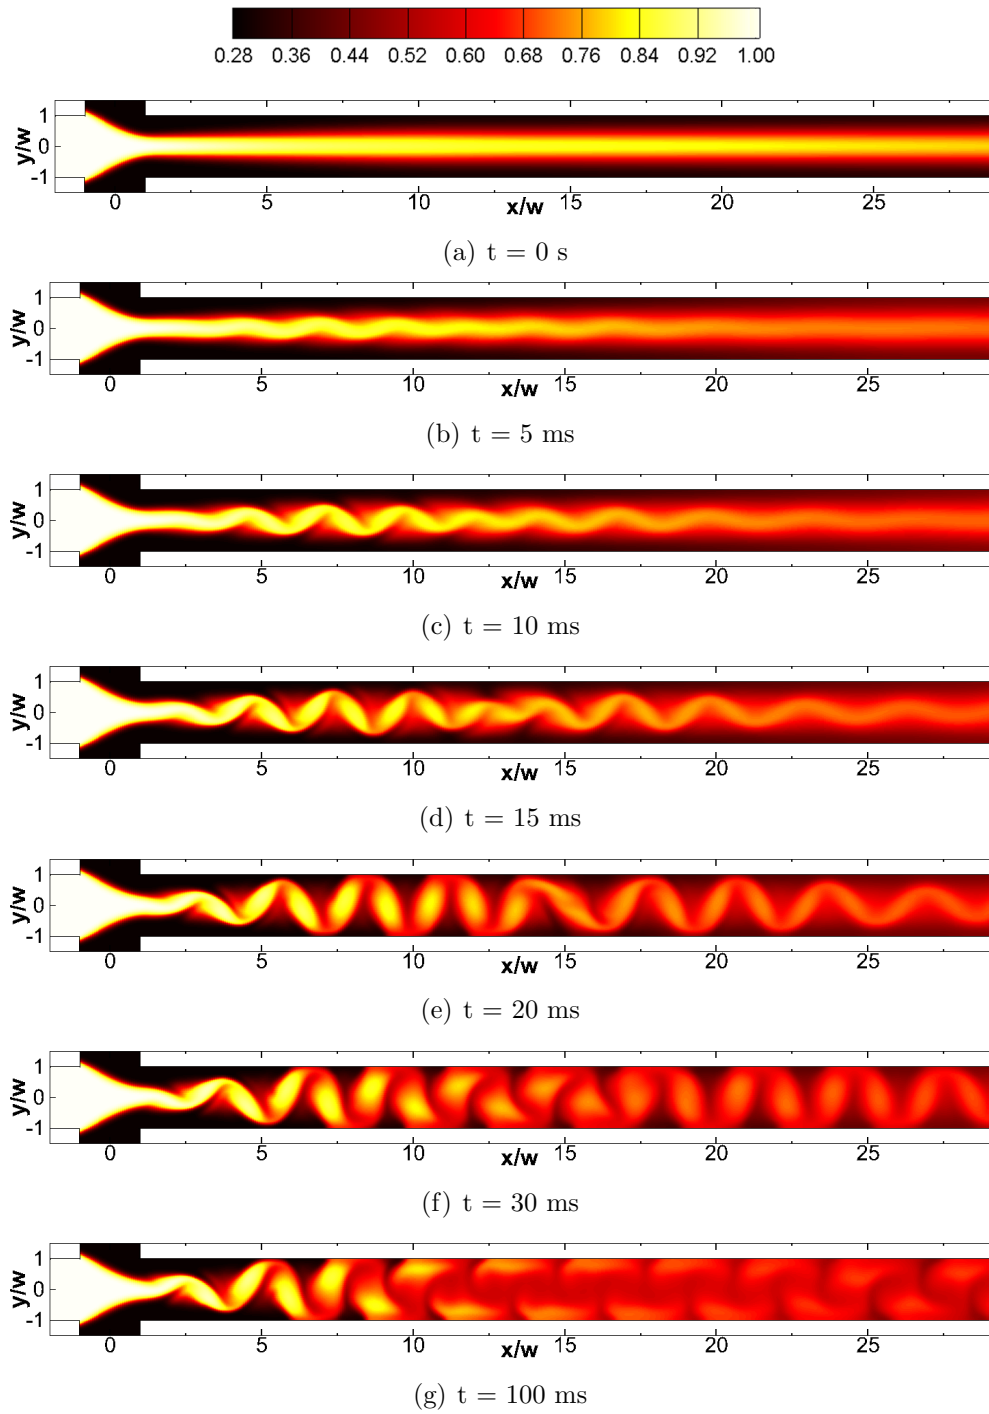 0.28 0.36 0.44 0.52 0.60 0.68 0.76 0.84 0.92 1.00
y/w
1
0
-1
0 5 10 15 20 25
x/w
(a) t = 0 s
y/w
1
0
-1
0 5 10 15 20 25
x/w
(b) t = 5 ms
y/w
1
0
-1
0 5 10 15 20 25
x/w
(c) t = 10 ms
y/w
1
0
-1
0 5 10 15 20 25
x/w
(d) t = 15 ms
y/w
1
0
-1
0 5 10 15 20 25
x/w
(e) t = 20 ms
y/w
1
0
-1
0 5 10 15 20 25
x/w
(f) t = 30 ms
y/w
1
0
-1
0 5 10 15 20 25
x/w
(g) t = 100 ms